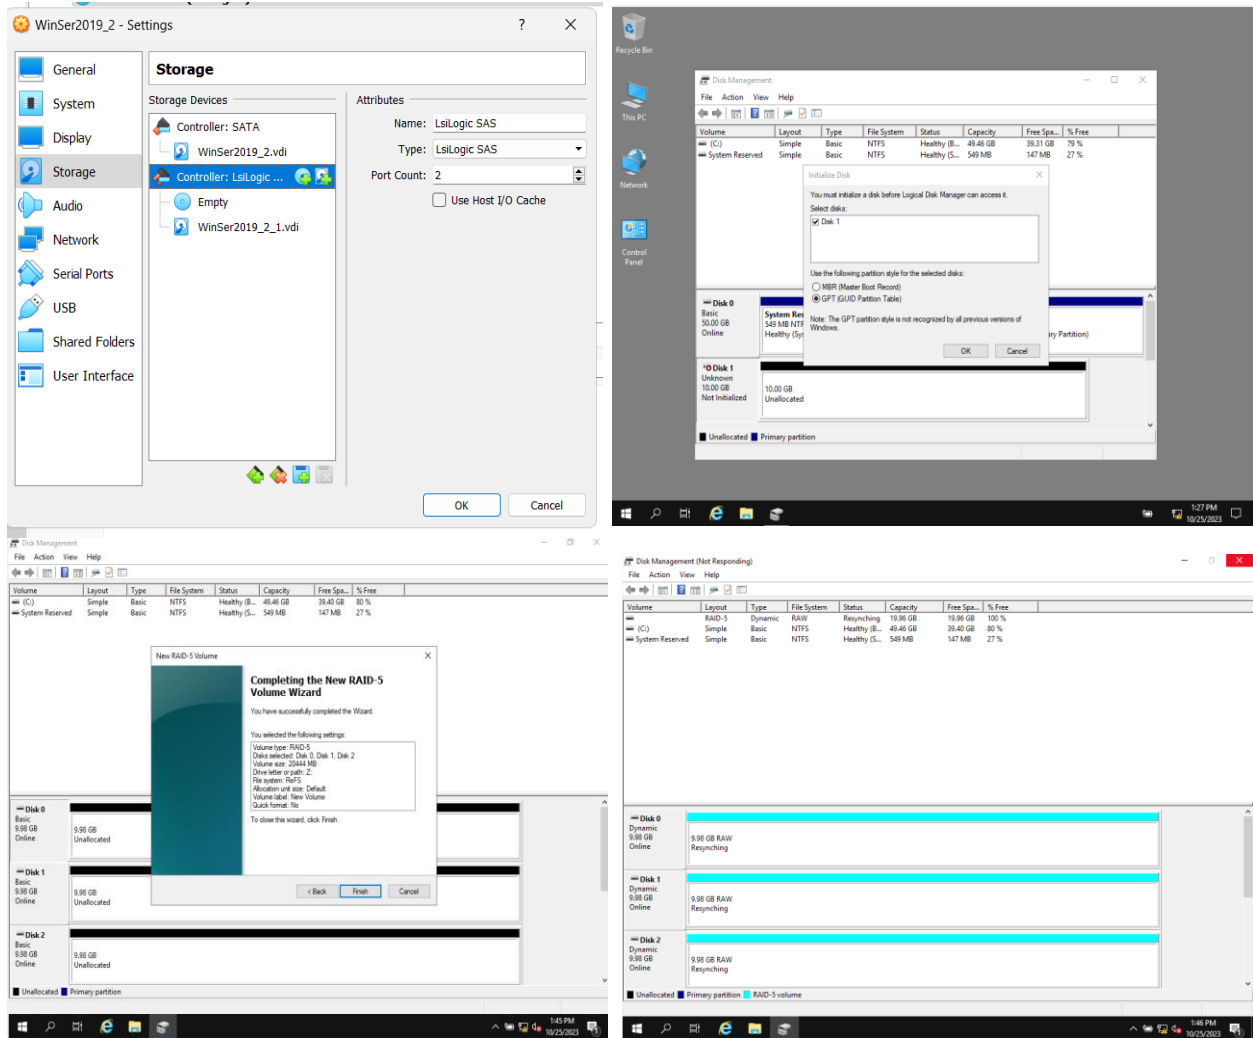 WinSer2019_2 - Settings
?
General
System
Display
Storage
Audio
Network
Serial Ports
USB
Shared Folders
User Interface
Storage
Storage Devices
Controller: SATA
WinSer2019_2.vdi
Controller: LsiLogic ...
Empty
WinSer2019_2_1.vdi
Attributes
Name: LsiLogic SAS
Type: LsiLogic SAS
Port Count: 2
Use Host I/O Cache
OK Cancel
Recycle Bin
This PC
Network
Control
Panel
Disk Management
File Action View Help
Volume Layout Type File System Status Capacity Free Spa... % Free
(C:) Simple Basic NTFS Healthy (B... 49.46 GB 39.31 GB 79 %
System Reserved Simple Basic NTFS Healthy (S... 549 MB 147 MB 27 %
Initialize Disk
You must initialize a disk before Logical Disk Manager can access it.
Select disks:
Disk 1
Use the following partition style for the selected disks:
MBR (Master Boot Record)
GPT (GUID Partition Table)
Note: The GPT partition style is not recognized by all previous versions of
Windows.
OK Cancel
Disk 0
Basic
50.00 GB
Online
System Res
549 MB NTF
Healthy (Sy
ry Partition)
Disk 1
Unknown
10.00 GB
Not Initialized
10.00 GB
Unallocated
Unallocated Primary partition
1:27 PM
10/25/2023
Disk Management
File Action View Help
Volume Layout Type File System Status Capacity Free Spa... % Free
(C:) Simple Basic NTFS Healthy (B... 49.46 GB 39.40 GB 80 %
System Reserved Simple Basic NTFS Healthy (S... 549 MB 147 MB 27 %
New RAID-5 Volume
Completing the New RAID-5
Volume Wizard
You have successfully completed the Wizard.
You selected the following settings:
Volume type: RAID-5
Disks selected: Disk 0, Disk 1, Disk 2
Volume size: 20444 MB
Drive letter or path: Z:
File system: ReFS
Allocation unit size: Default
Volume label: New Volume
Quick format: No
To close this wizard, click Finish.
< Back Finish Cancel
Disk 0
Basic
9.98 GB
Online
9.98 GB
Unallocated
Disk 1
Basic
9.98 GB
Online
9.98 GB
Unallocated
Disk 2
Basic
9.98 GB
Online
9.98 GB
Unallocated
Unallocated Primary partition
1:45 PM
10/25/2023
Disk Management (Not Responding)
File Action View Help
Volume Layout Type File System Status Capacity Free Spa... % Free
RAID-5 Dynamic RAW Resynching 19.96 GB 19.96 GB 100 %
(C:) Simple Basic NTFS Healthy (B... 49.46 GB 39.40 GB 80 %
System Reserved Simple Basic NTFS Healthy (S... 549 MB 147 MB 27 %
Disk 0
Dynamic
9.98 GB
Online
9.98 GB RAW
Resynching
Disk 1
Dynamic
9.98 GB
Online
9.98 GB RAW
Resynching
Disk 2
Dynamic
9.98 GB
Online
9.98 GB RAW
Resynching
Unallocated Primary partition RAID-5 volume
1:46 PM
10/25/2023